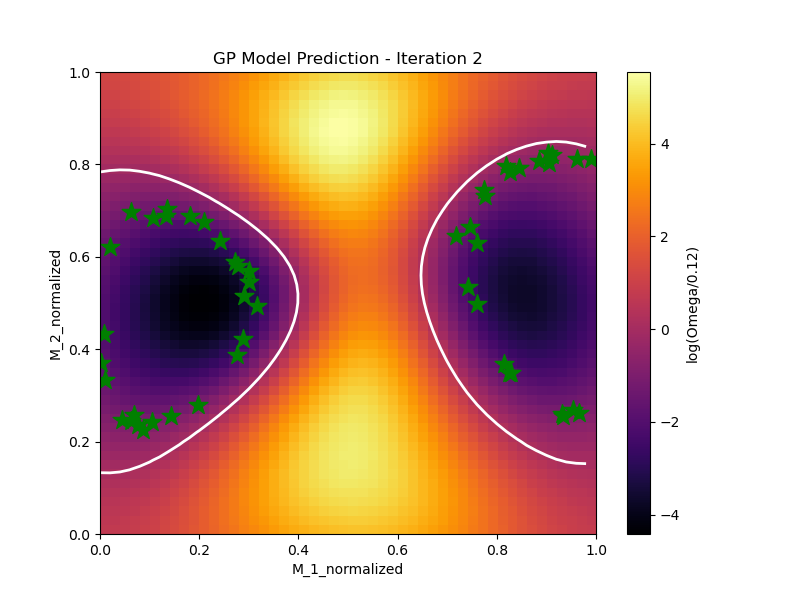 GP Model Prediction - Iteration 2
1.0
0.8
0.6
0.4
0.2
0.0
M_2_normalized
0.0 0.2 0.4 0.6 0.8 1.0
M_1_normalized
4
2
0
−2
−4
log(Omega/0.12)